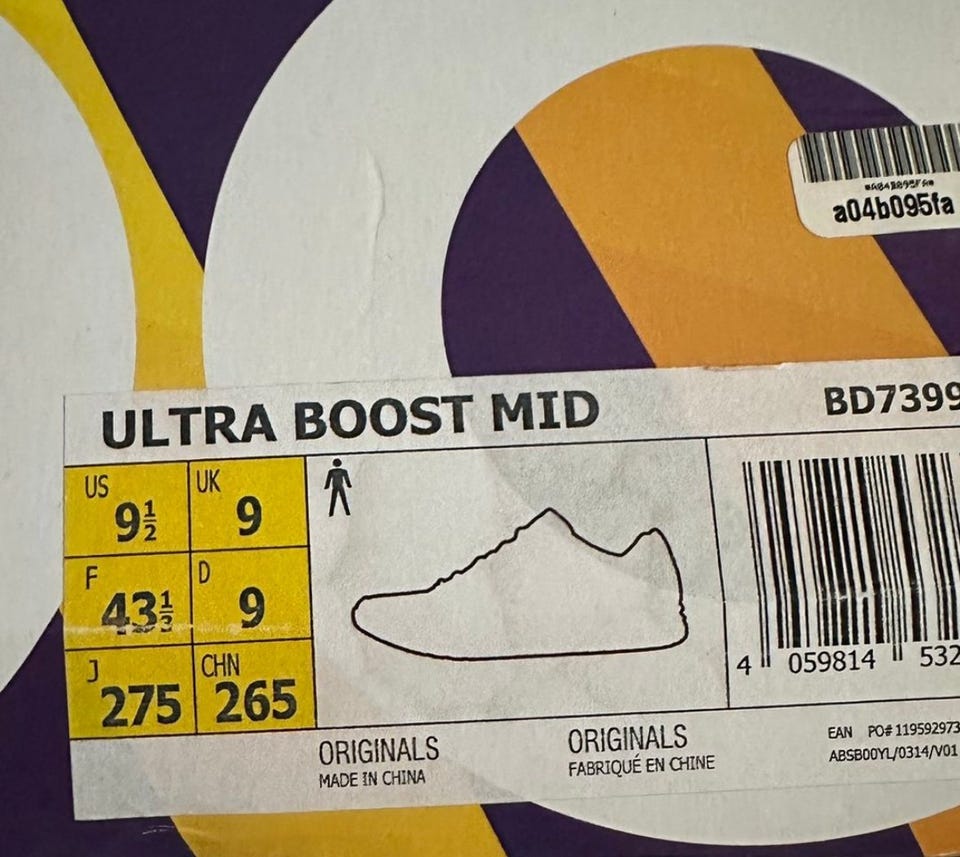 *A04B095FA*
a04b095fa
ULTRA BOOST MID
BD7399
US 9½
UK 9
F 43⅓
D 9
J 275
CHN 265
4 059814 532
ORIGINALS
MADE IN CHINA
ORIGINALS
FABRIQUÉ EN CHINE
EAN PO# 119592973
ABSB00YL/0314/V01